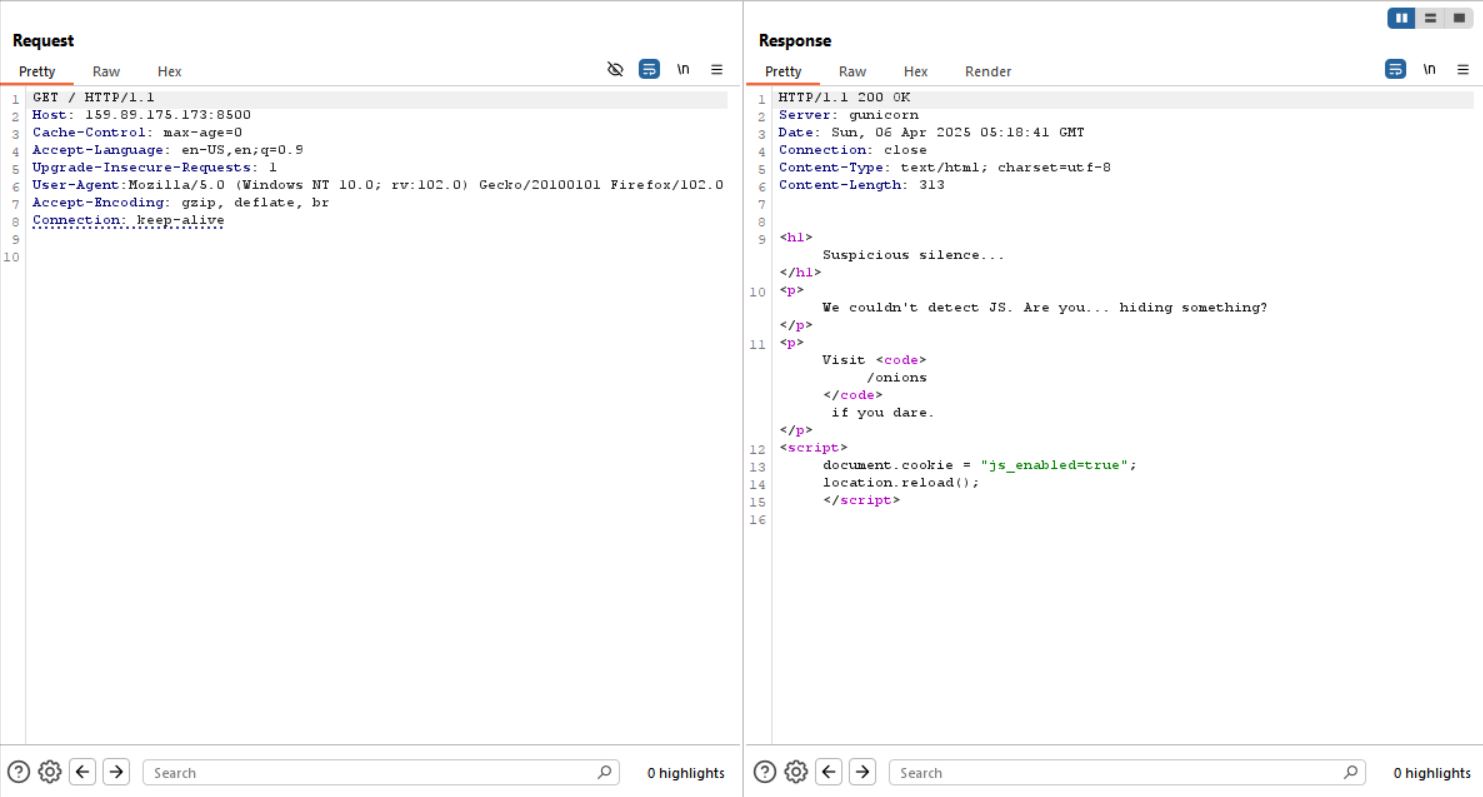 Request
Pretty Raw Hex \n
1 GET / HTTP/1.1
2 Host: 159.89.175.173:8500
3 Cache-Control: max-age=0
4 Accept-Language: en-US,en;q=0.9
5 Upgrade-Insecure-Requests: 1
6 User-Agent:Mozilla/5.0 (Windows NT 10.0; rv:102.0) Gecko/20100101 Firefox/102.0
7 Accept-Encoding: gzip, deflate, br
8 Connection: keep-alive
9
10
? Search 0 highlights
Response
Pretty Raw Hex Render \n
1 HTTP/1.1 200 OK
2 Server: gunicorn
3 Date: Sun, 06 Apr 2025 05:18:41 GMT
4 Connection: close
5 Content-Type: text/html; charset=utf-8
6 Content-Length: 313
7
8
9 <h1>
Suspicious silence...
</h1>
10 <p>
We couldn't detect JS. Are you... hiding something?
</p>
11 <p>
Visit <code>
/onions
</code>
if you dare.
</p>
12 <script>
13 document.cookie = "js_enabled=true";
14 location.reload();
15 </script>
16
? Search 0 highlights